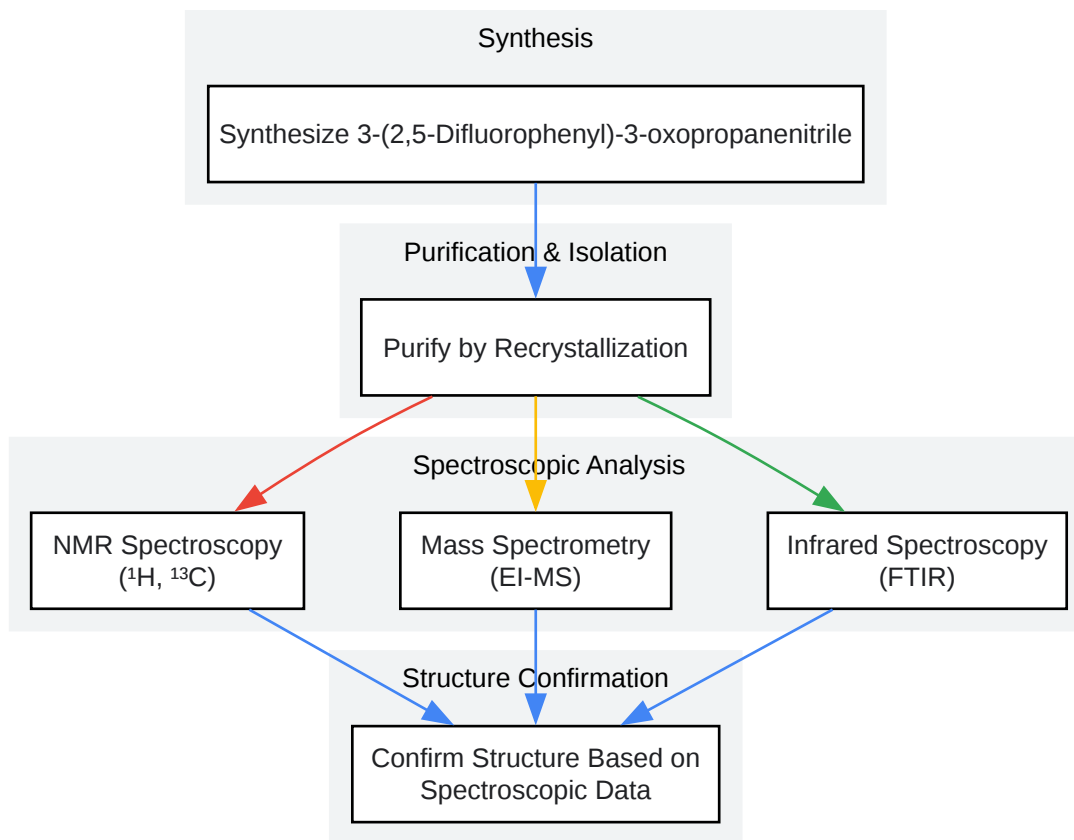 Synthesis
Synthesize 3-(2,5-Difluorophenyl)-3-oxopropanenitrile
Purification & Isolation
Purify by Recrystallization
Spectroscopic Analysis
NMR Spectroscopy
(¹H, ¹³C)
Mass Spectrometry
(EI-MS)
Infrared Spectroscopy
(FTIR)
Structure Confirmation
Confirm Structure Based on
Spectroscopic Data